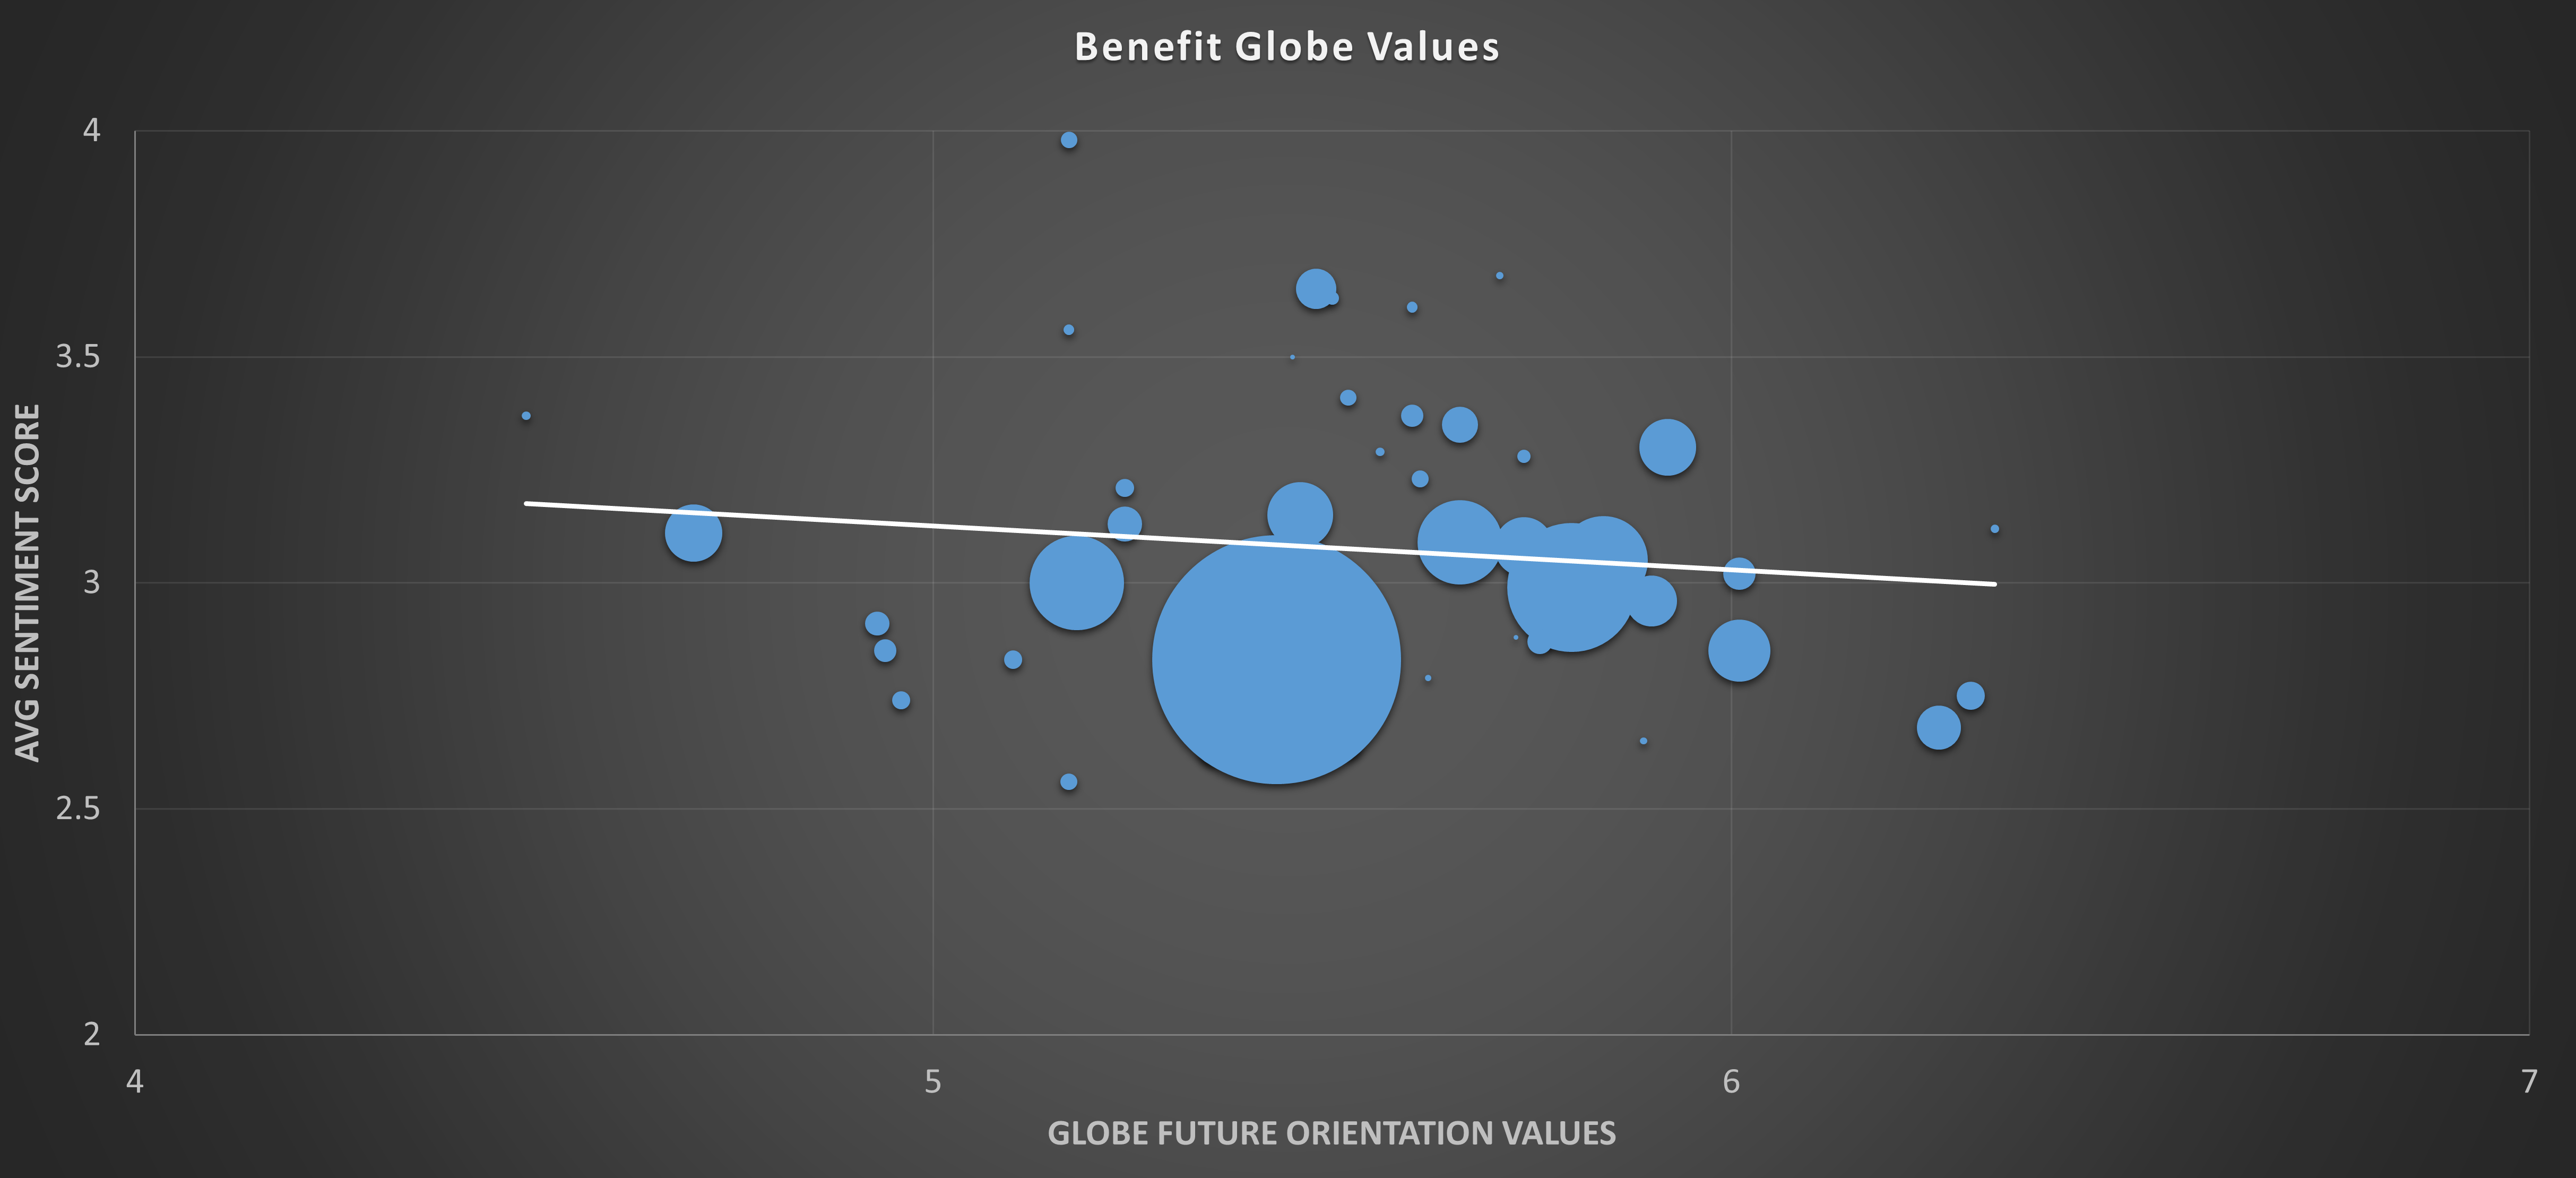 Benefit Globe Values
4
3.5
3
2.5
2
AVG SENTIMENT SCORE
4 5 6 7
GLOBE FUTURE ORIENTATION VALUES